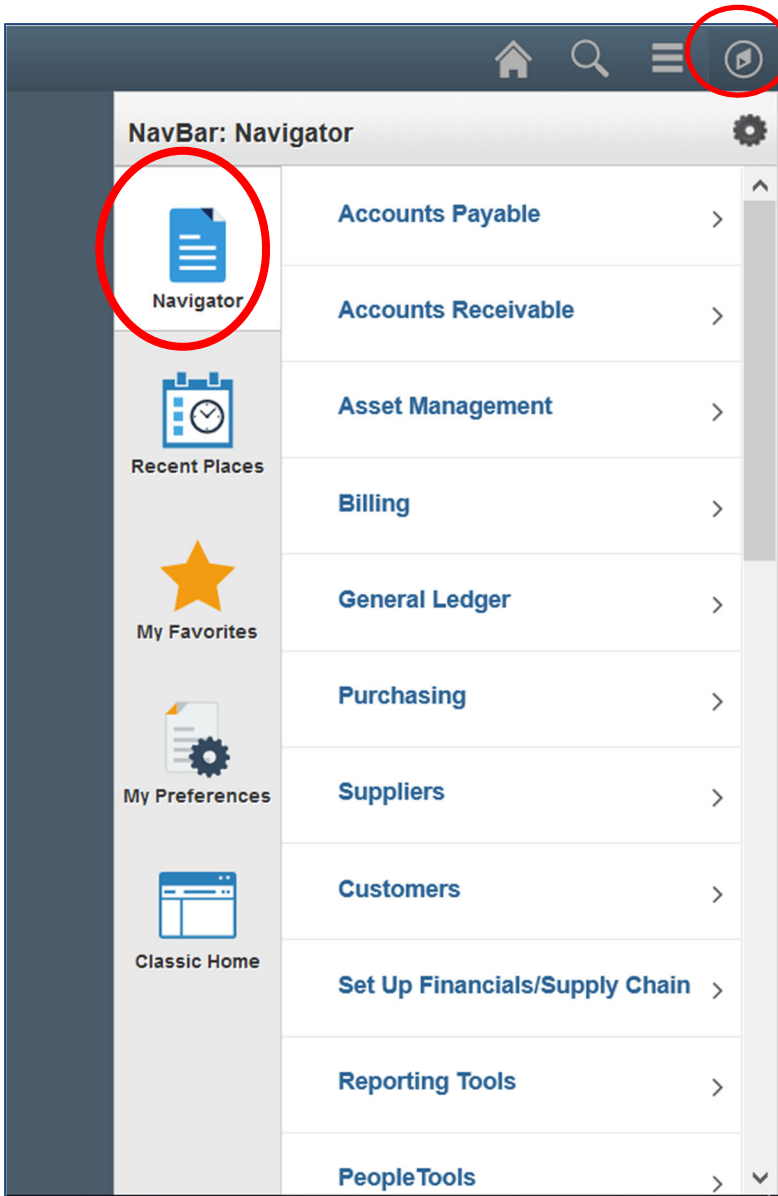 NavBar: Navigator
Navigator
Recent Places
My Favorites
My Preferences
Classic Home
Accounts Payable
Accounts Receivable
Asset Management
Billing
General Ledger
Purchasing
Suppliers
Customers
Set Up Financials/Supply Chain
Reporting Tools
PeopleTools